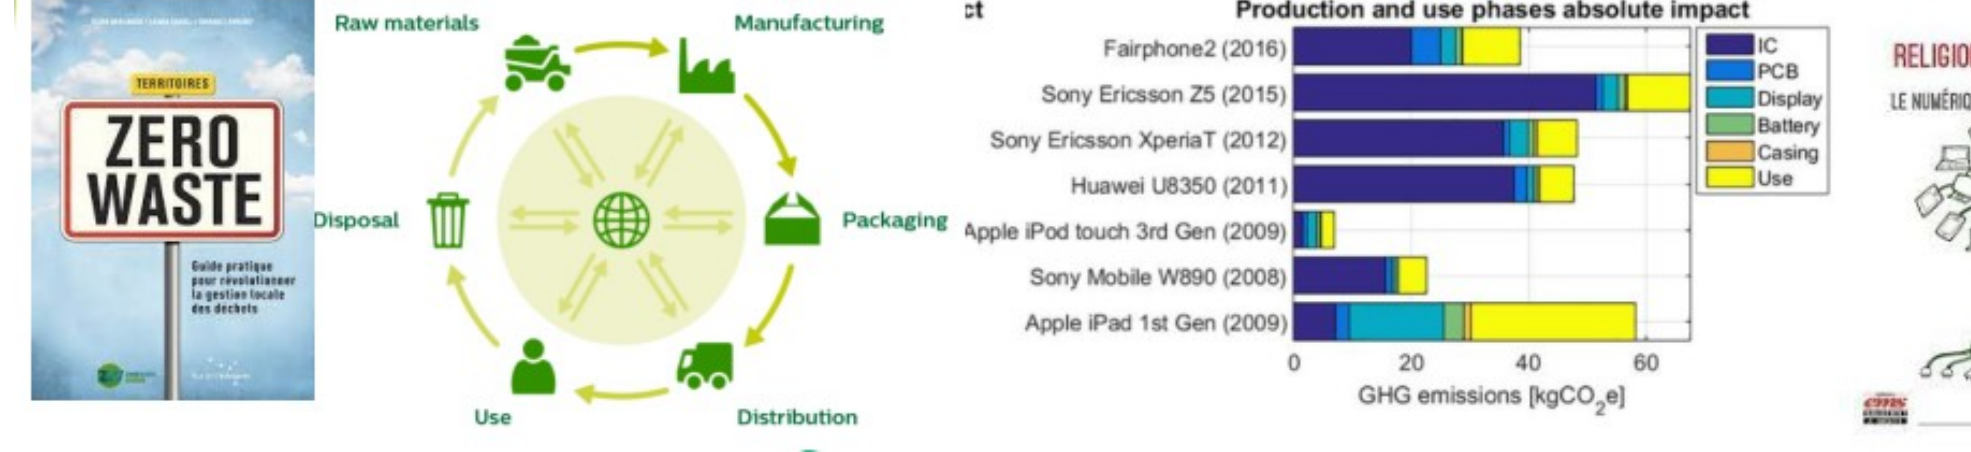 TERRITOIRES
ZERO
WASTE
Guide pratique
pour révolutionner
la gestion locale
des déchets
Raw materials
Manufacturing
Packaging
Distribution
Use
Disposal
ct
Production and use phases absolute impact
Fairphone2 (2016)
Sony Ericsson Z5 (2015)
Sony Ericsson XperiaT (2012)
Huawei U8350 (2011)
Apple iPod touch 3rd Gen (2009)
Sony Mobile W890 (2008)
Apple iPad 1st Gen (2009)
0 20 40 60
GHG emissions [kgCO2e]
IC
PCB
Display
Battery
Casing
Use
RELIGIO
LE NUMÉRIQ
ems